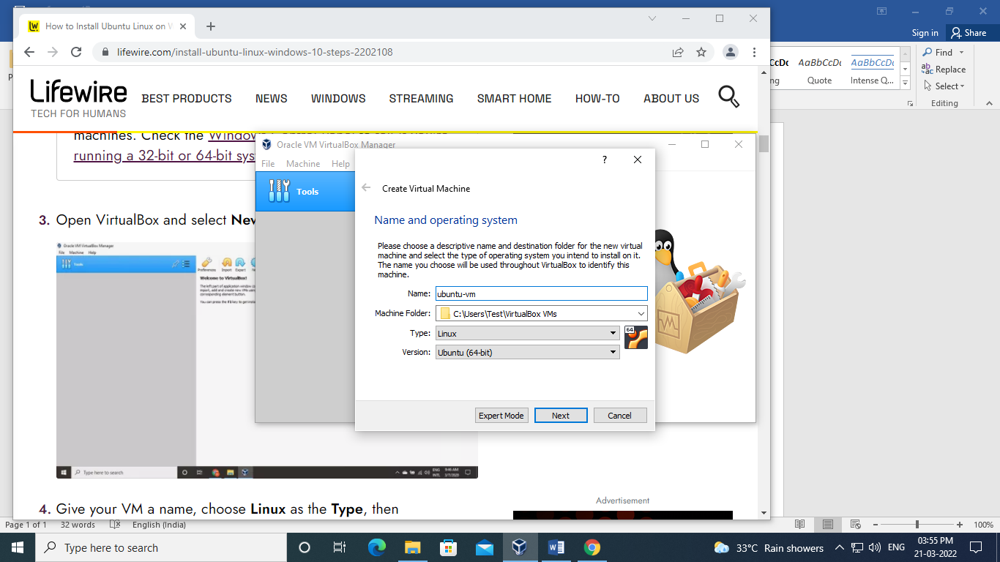 How to Install Ubuntu Linux on W
Sign in
Share
lifewire.com/install-ubuntu-linux-windows-10-steps-2202108
Find
Replace
Select
Editing
AaBbCcDc
AaBbCcDc
Quote
Intense Q...
Lifewire
TECH FOR HUMANS
BEST PRODUCTS
NEWS
WINDOWS
STREAMING
SMART HOME
HOW-TO
ABOUT US
machines. Check the
running a 32-bit or 64-bit sys
Oracle VM VirtualBox Manager
File Machine Help
Tools
3. Open VirtualBox and select New
Oracle VM VirtualBox Manager
File Machine Help
Tools
Preferences Import Export
Welcome to VirtualBox!
Type here to search
?
Create Virtual Machine
Name and operating system
Please choose a descriptive name and destination folder for the new virtual
machine and select the type of operating system you intend to install on it.
The name you choose will be used throughout VirtualBox to identify this
machine.
Name: ubuntu-vm
Machine Folder: C:\Users\Test\VirtualBox VMs
Type: Linux
64
Version: Ubuntu (64-bit)
Expert Mode
Next
Cancel
4. Give your VM a name, choose Linux as the Type, then
Advertisement
Page 1 of 1
32 words
English (India)
100%
Type here to search
33°C Rain showers
ENG
03:55 PM
21-03-2022